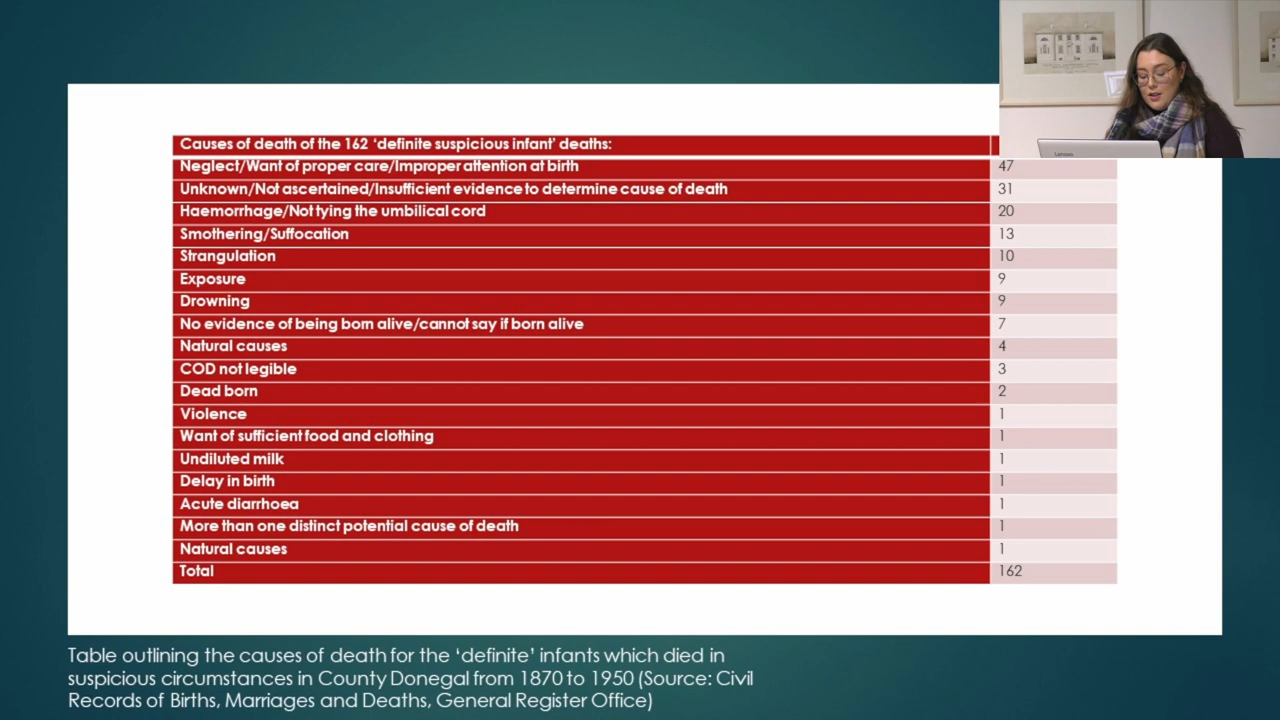 Causes of death of the 162 ‘definite suspicious infant’ deaths:
Neglect/Want of proper care/Improper attention at birth 47
Unknown/Not ascertained/Insufficient evidence to determine cause of death 31
Haemorrhage/Not tying the umbilical cord 20
Smothering/Suffocation 13
Strangulation 10
Exposure 9
Drowning 9
No evidence of being born alive/cannot say if born alive 7
Natural causes 4
COD not legible 3
Dead born 2
Violence 1
Want of sufficient food and clothing 1
Undiluted milk 1
Delay in birth 1
Acute diarrhoea 1
More than one distinct potential cause of death 1
Natural causes 1
Total 162
Table outlining the causes of death for the ‘definite’ infants which died in
suspicious circumstances in County Donegal from 1870 to 1950 (Source: Civil
Records of Births, Marriages and Deaths, General Register Office)
Lenovo